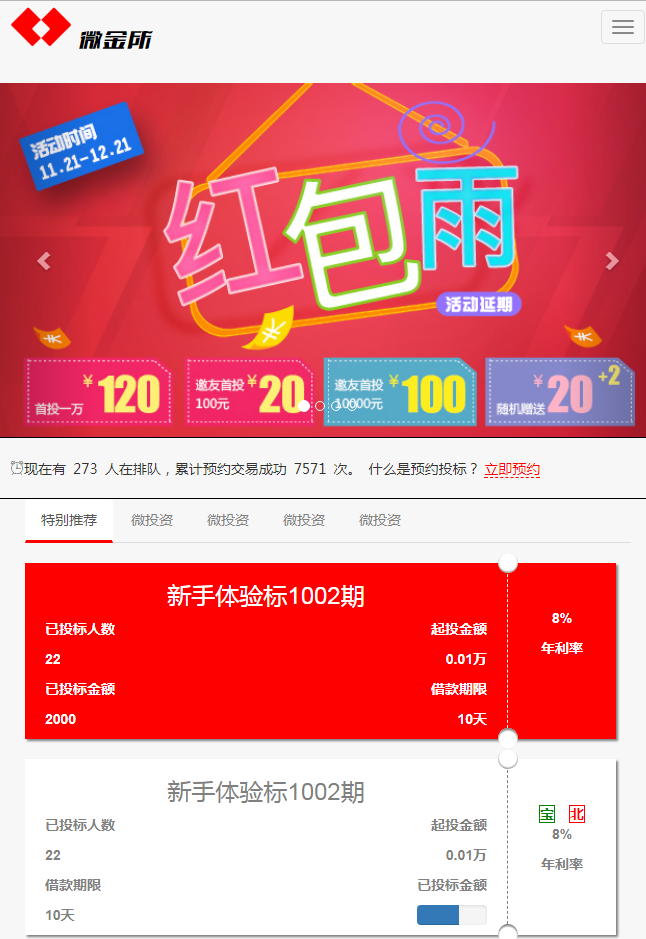 微金所
活动时间
11.21-12.21
红包雨
活动延期
首投一万 ¥120
邀友首投
100元 ¥20
邀友首投
10000元 ¥100
随机赠送 ¥20+2
现在有 273 人在排队，累计预约交易成功 7571 次。 什么是预约投标？ 立即预约
特别推荐 微投资 微投资 微投资 微投资
新手体验标1002期
已投标人数 起投金额
22 0.01万
已投标金额 借款期限
2000 10天
8%
年利率
新手体验标1002期
已投标人数 起投金额
22 0.01万
借款期限 已投标金额
10天
宝 北
8%
年利率